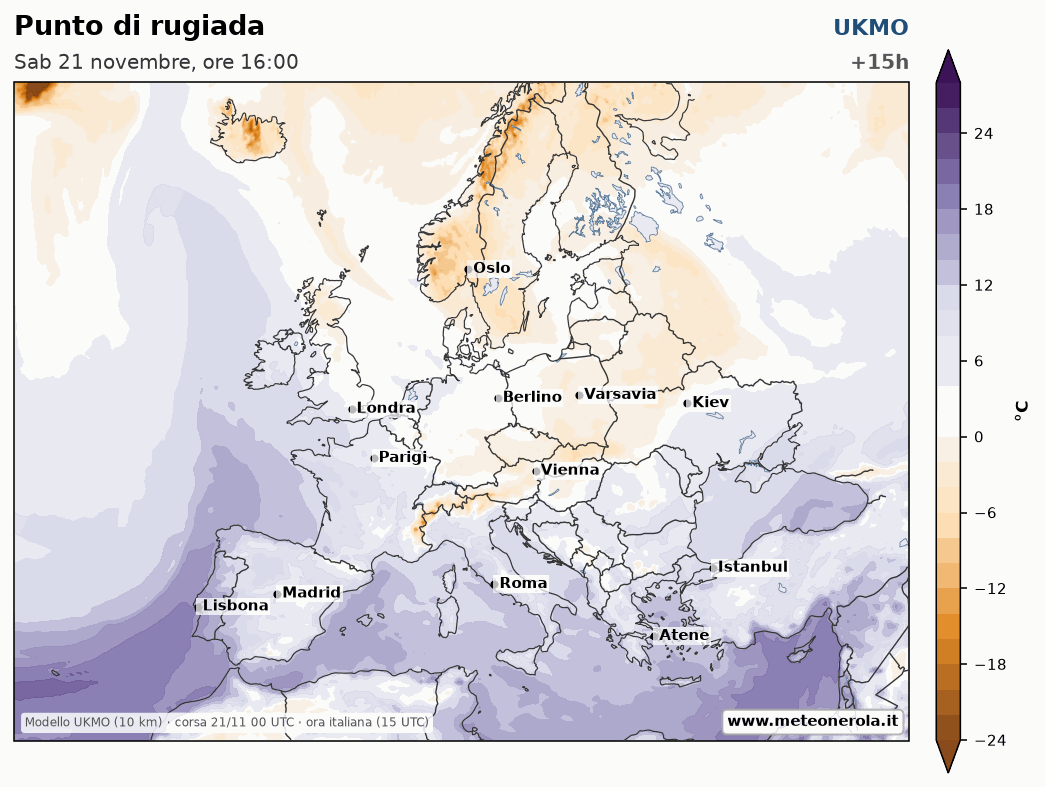 Punto di rugiada
UKMO
Sab 21 novembre, ore 16:00
+15h
24
18
12
6
0
−6
−12
−18
−24
°C
Oslo
Londra
Berlino
Varsavia
Kiev
Parigi
Vienna
Istanbul
Madrid
Roma
Lisbona
Atene
Modello UKMO (10 km) · corsa 21/11 00 UTC · ora italiana (15 UTC)
www.meteonerola.it